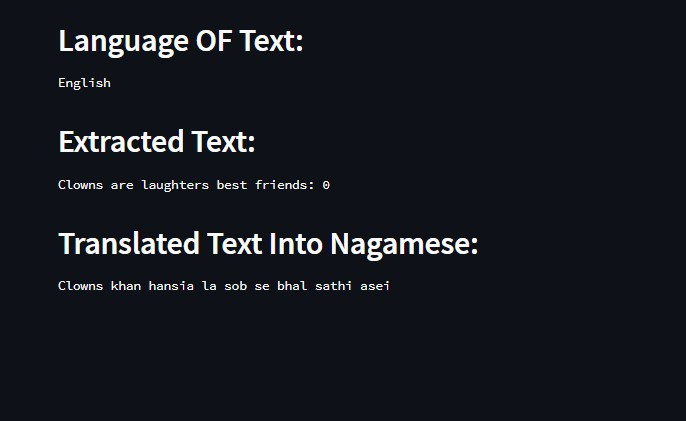 Language OF Text:
English
Extracted Text:
Clowns are laughters best friends: 0
Translated Text Into Nagamese:
Clowns khan hansia la sob se bhal sathi asei